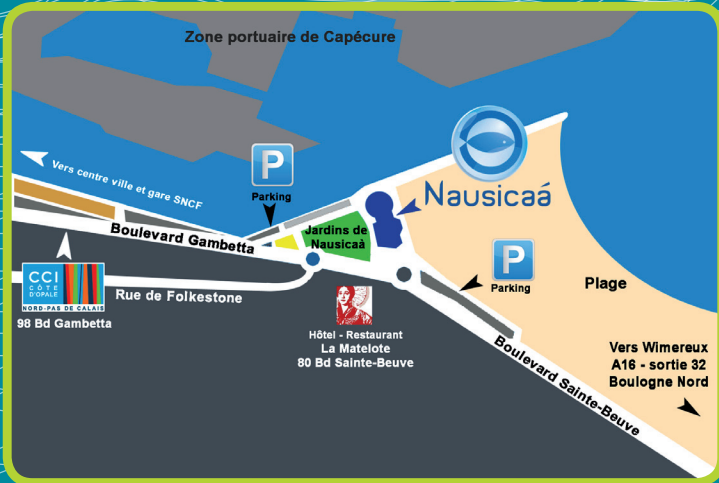 Zone portuaire de Capécure
Vers centre ville et gare SNCF
P
Parking
Nausicaá
Jardins de
Nausicaà
Boulevard Gambetta
P
Parking
Plage
CCI
CÔTE
D'OPALE
NORD-PAS DE CALAIS
98 Bd Gambetta
Rue de Folkestone
Hôtel - Restaurant
La Matelote
80 Bd Sainte-Beuve
Boulevard Sainte-Beuve
Vers Wimereux
A16 - sortie 32
Boulogne Nord